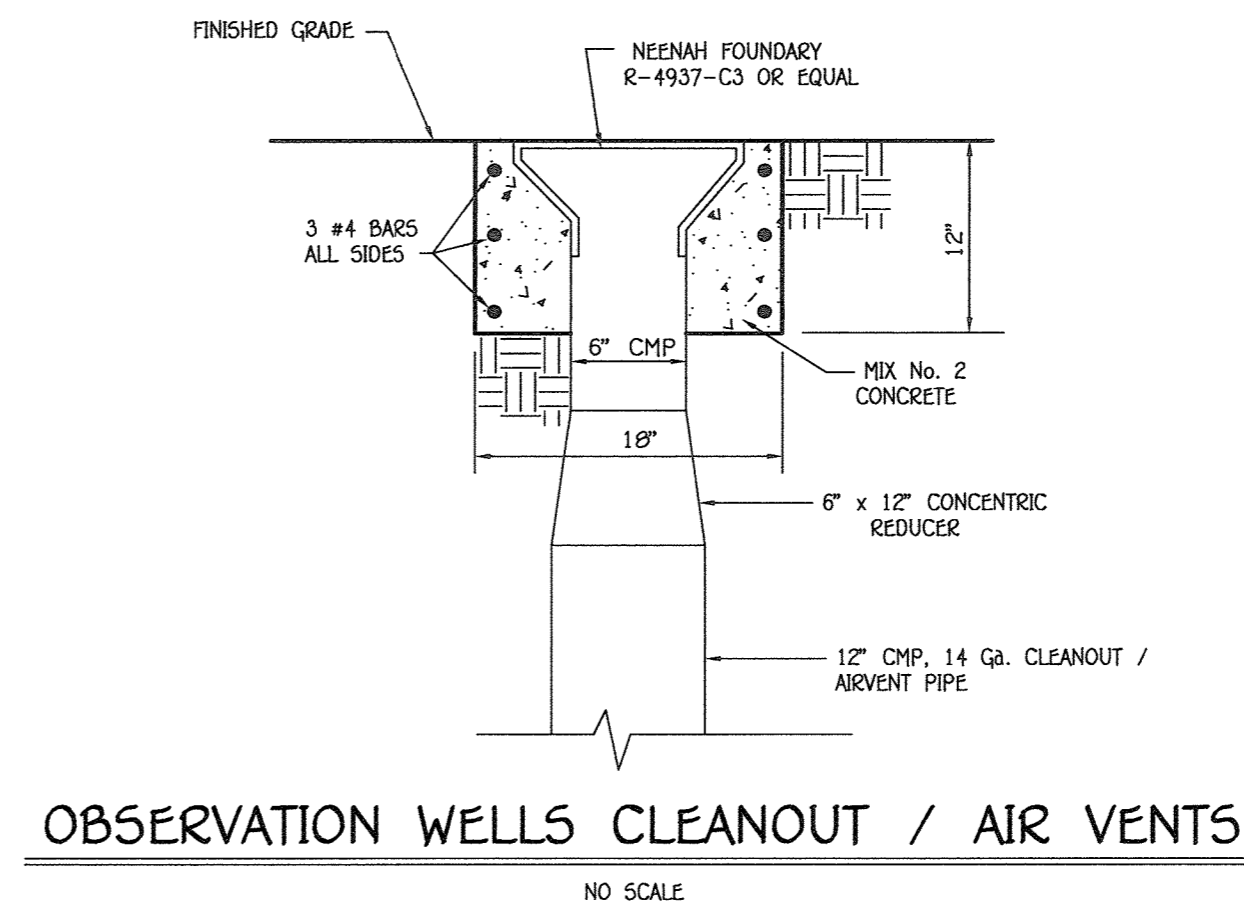 FINISHED GRADE
NEENAH FOUNDARY
R-4937-C3 OR EQUAL
3 #4 BARS
ALL SIDES
12"
6" CMP
MIX No. 2
CONCRETE
18"
6" x 12" CONCENTRIC
REDUCER
12" CMP, 14 Ga. CLEANOUT /
AIRVENT PIPE
OBSERVATION WELLS CLEANOUT / AIR VENTS
NO SCALE